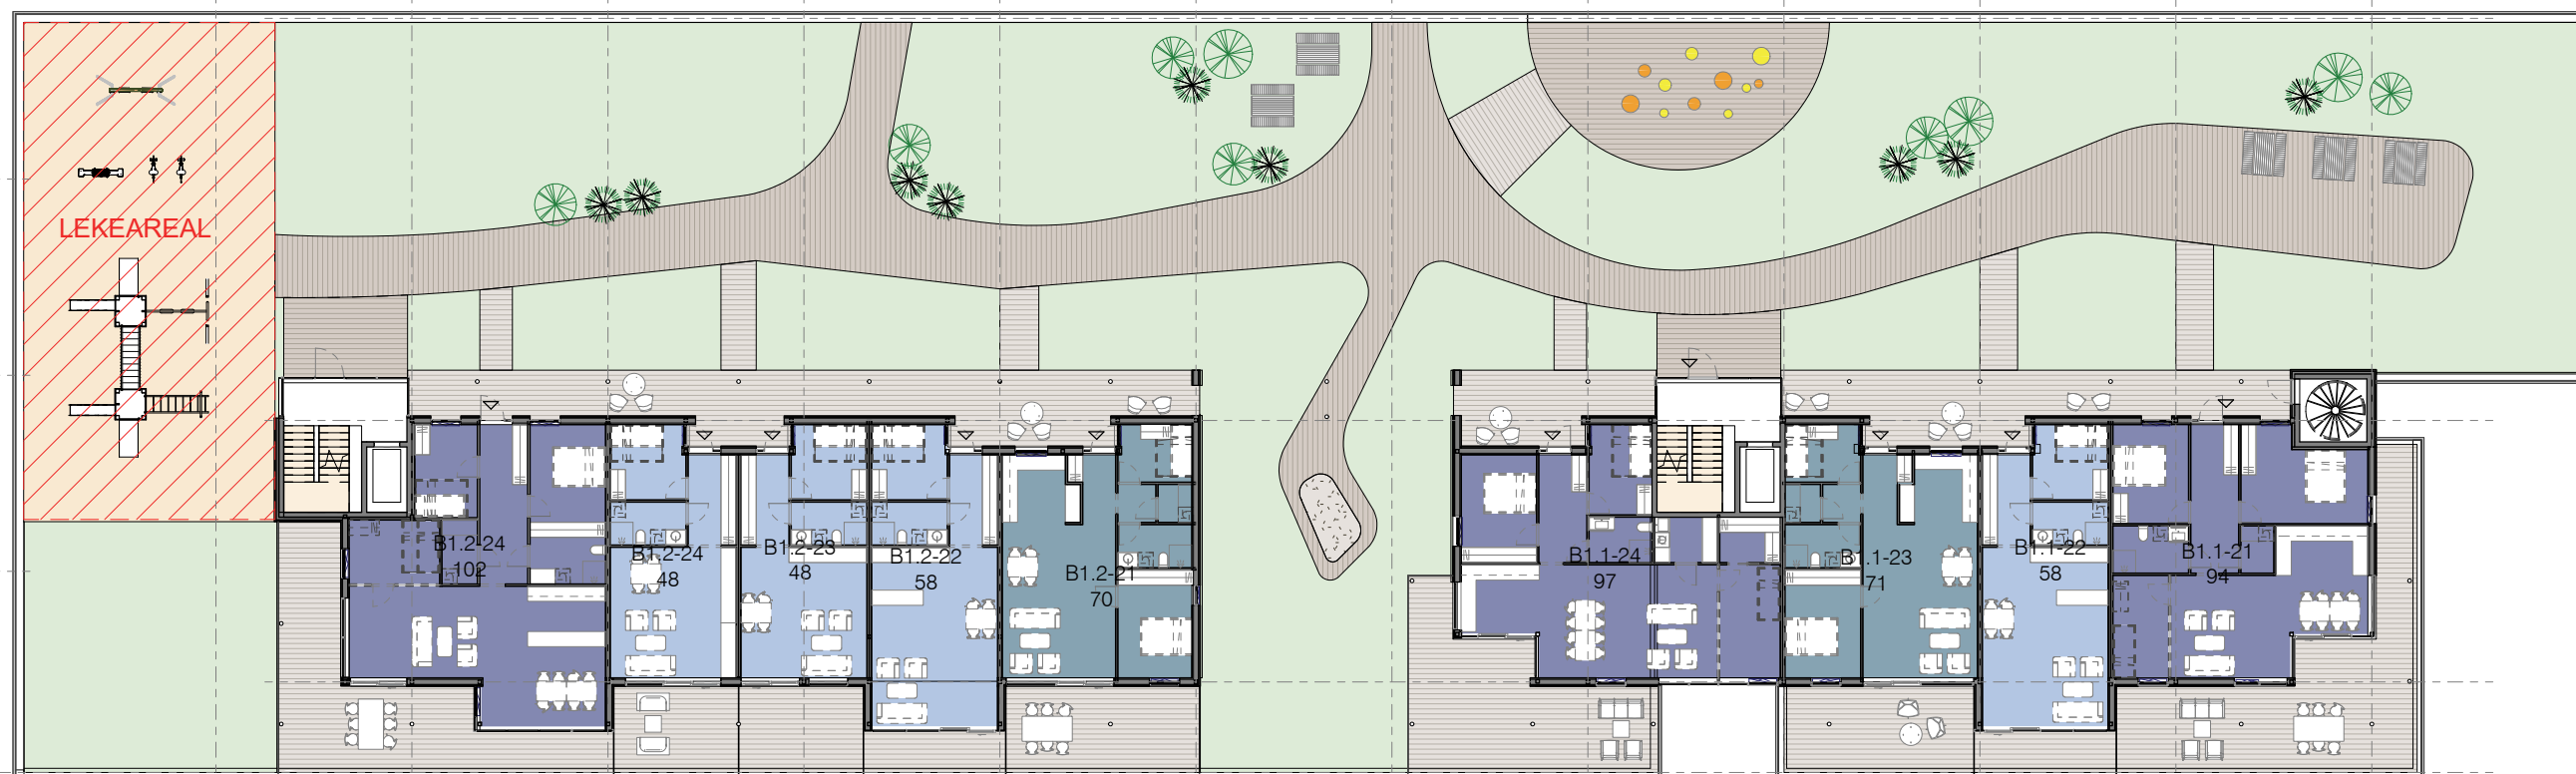 LEKEAREAL
B1.2-24
102
B1.2-24
48
B1.2-23
48
B1.2-22
58
B1.2-21
70
B1.1-24
97
B1.1-23
71
B1.1-22
58
B1.1-21
94